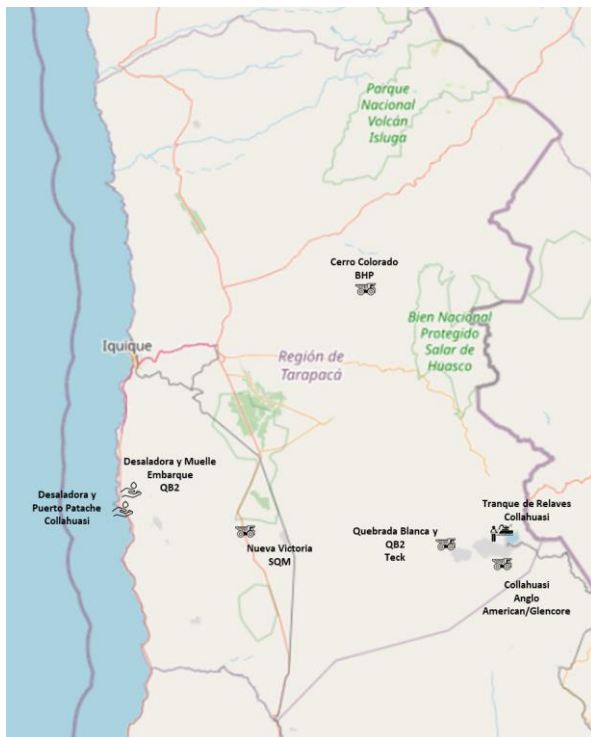 Parque
Nacional
Volcán
Isluga
Cerro Colorado
BHP
Bien Nacional
Protegido
Salar de
Huasco
Iquique
Región de
Tarapacá
Desaladora y Muelle
Embarque
QB2
Desaladora y
Puerto Patache
Collahuasi
Nueva Victoria
SQM
Quebrada Blanca y
QB2
Teck
Tranque de Relaves
Collahuasi
Collahuasi
Anglo
American/Glencore